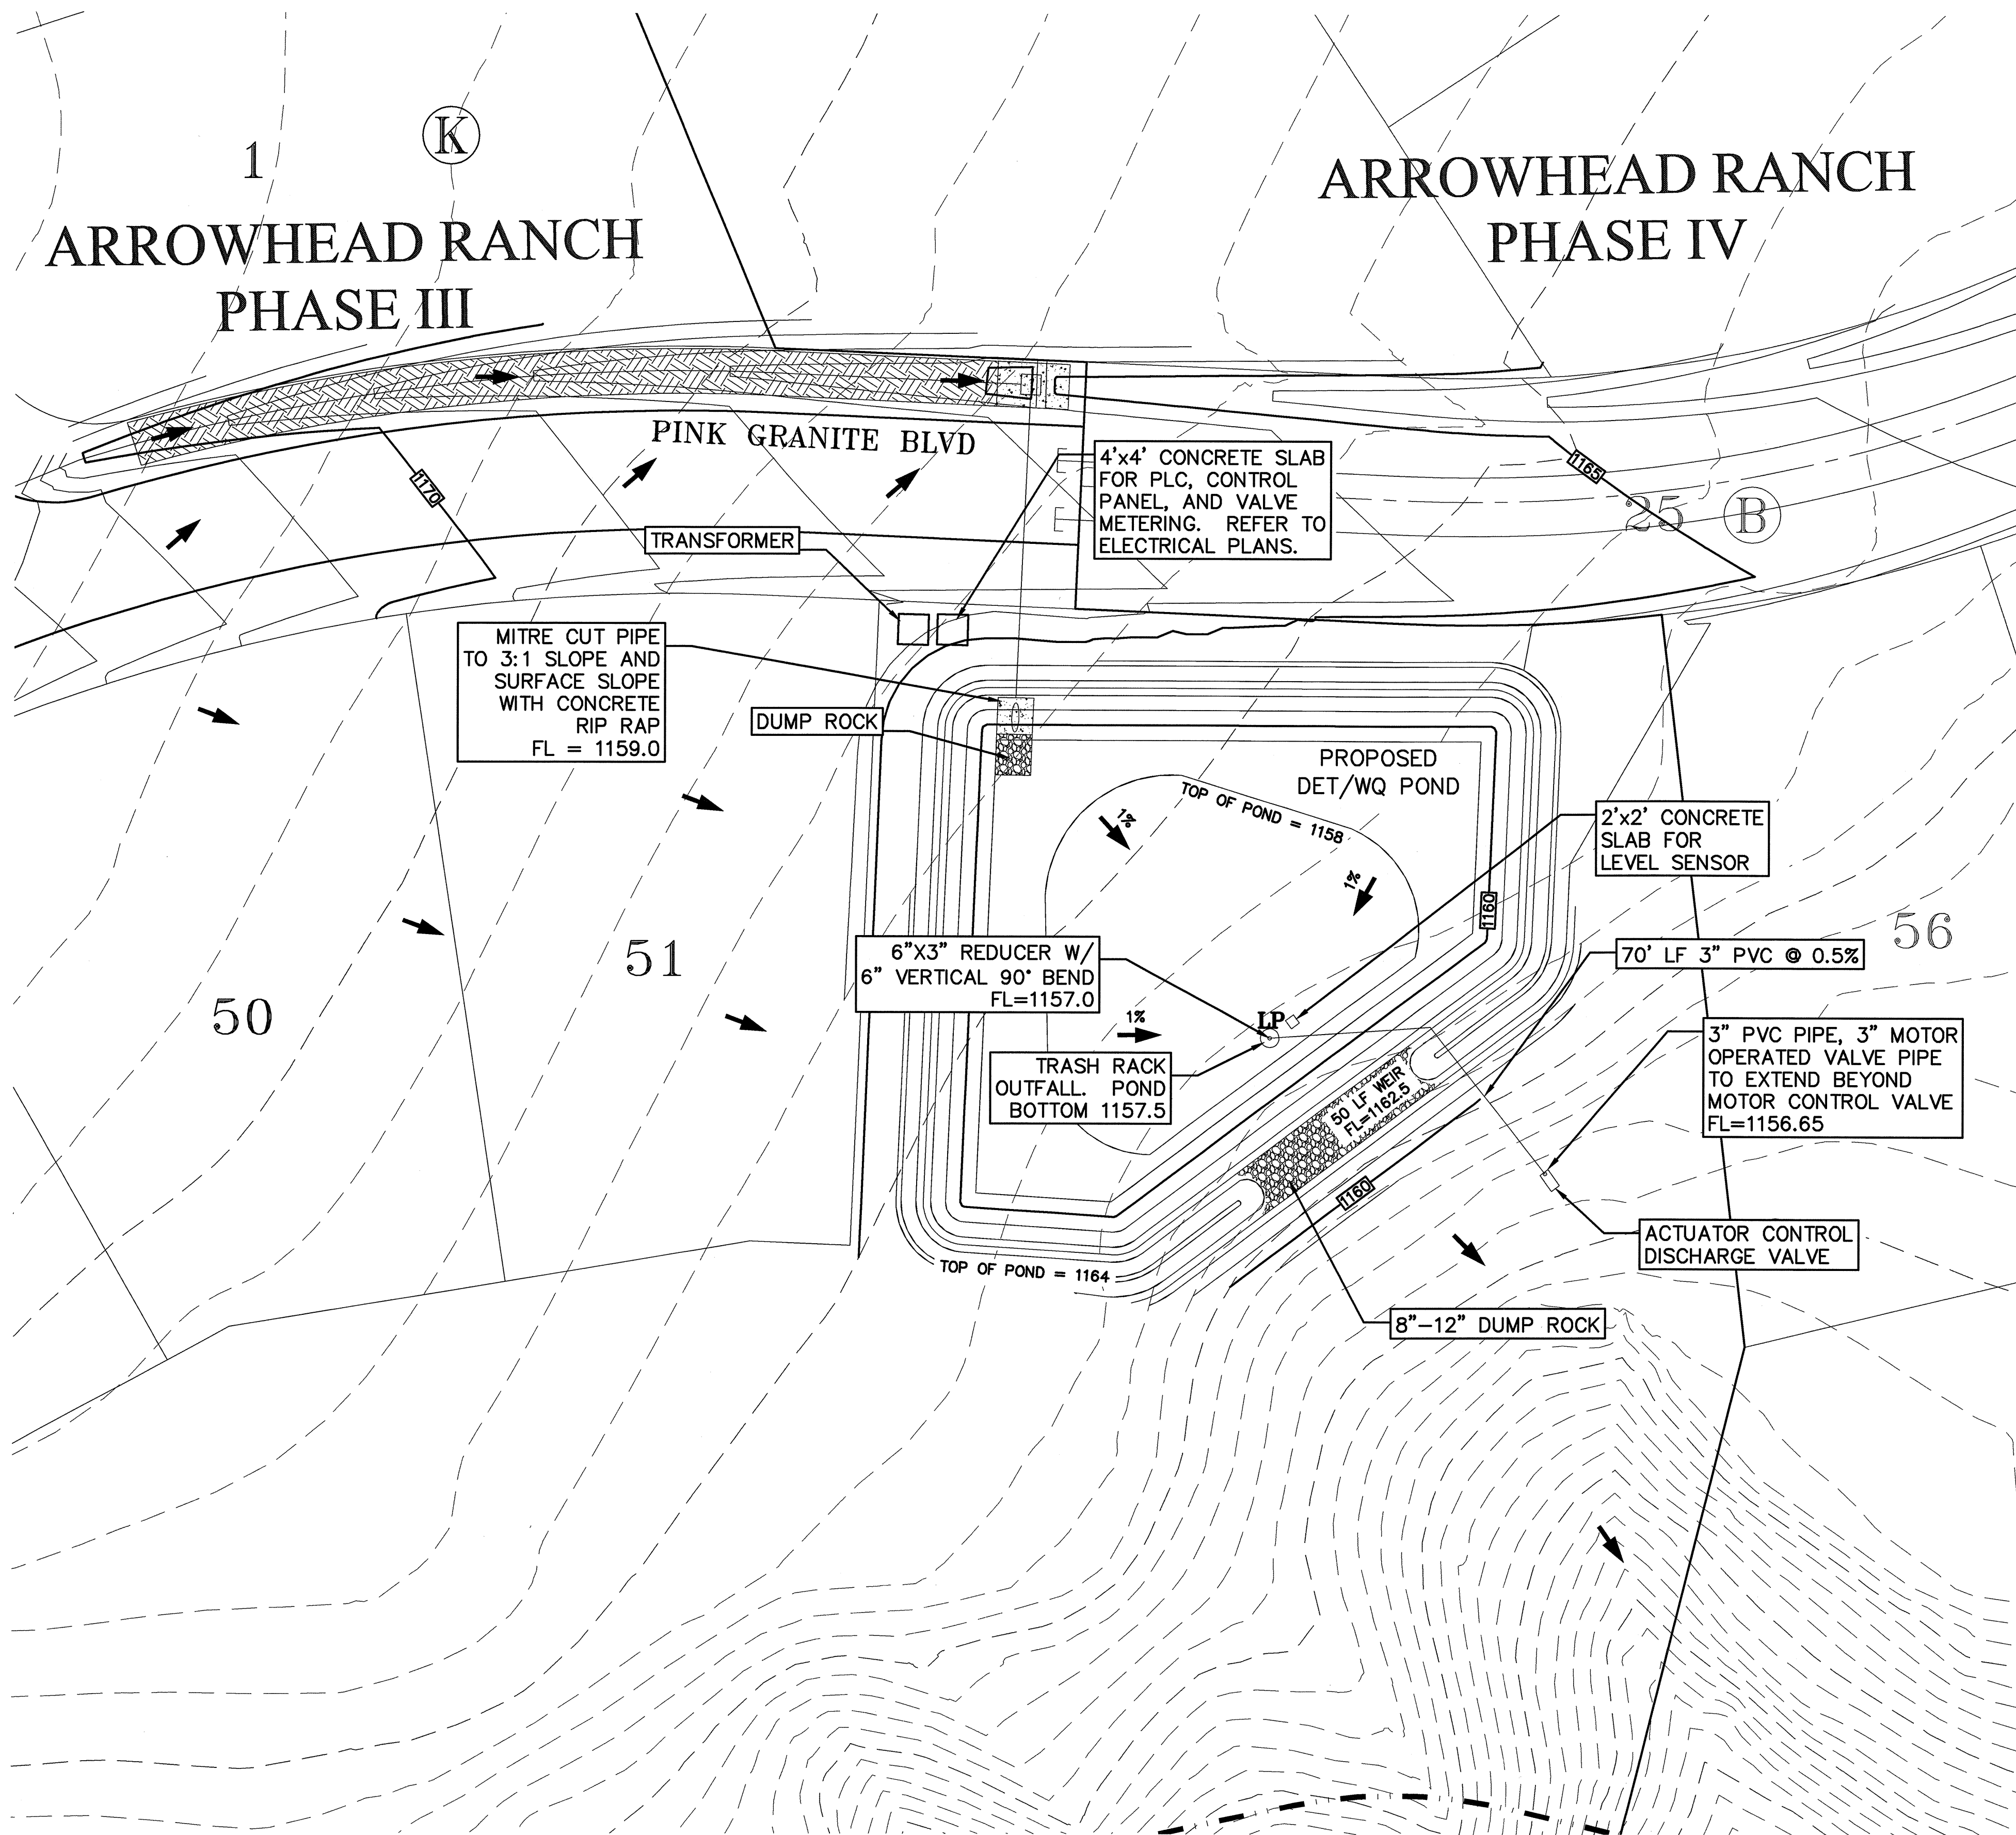 1
K
ARROWHEAD RANCH
PHASE III
ARROWHEAD RANCH
PHASE IV
PINK GRANITE BLVD
4'x4' CONCRETE SLAB
FOR PLC, CONTROL
PANEL, AND VALVE
METERING. REFER TO
ELECTRICAL PLANS.
1165
1170
25
B
TRANSFORMER
MITRE CUT PIPE
TO 3:1 SLOPE AND
SURFACE SLOPE
WITH CONCRETE
RIP RAP
FL = 1159.0
DUMP ROCK
PROPOSED
DET/WQ POND
TOP OF POND = 1158
1%
1%
2'x2' CONCRETE
SLAB FOR
LEVEL SENSOR
1160
51
50
56
6"X3" REDUCER W/
6" VERTICAL 90° BEND
FL=1157.0
70' LF 3" PVC @ 0.5%
1%
LP
TRASH RACK
OUTFALL. POND
BOTTOM 1157.5
50 LF WEIR
FL=1162.5
3" PVC PIPE, 3" MOTOR
OPERATED VALVE PIPE
TO EXTEND BEYOND
MOTOR CONTROL VALVE
FL=1156.65
1160
ACTUATOR CONTROL
DISCHARGE VALVE
TOP OF POND = 1164
8"-12" DUMP ROCK